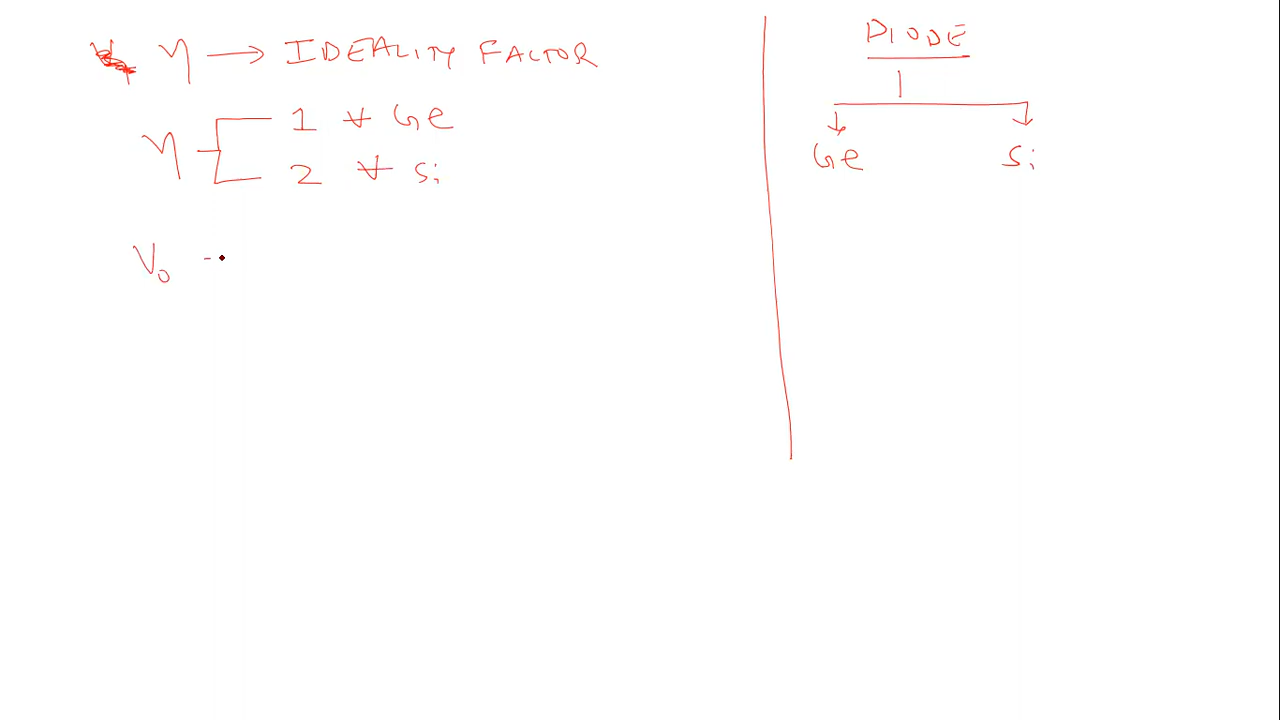 η → IDEALITY FACTOR
η 1 ∀ Ge
2 ∀ Si
V₀ -
DIODE
Ge Si